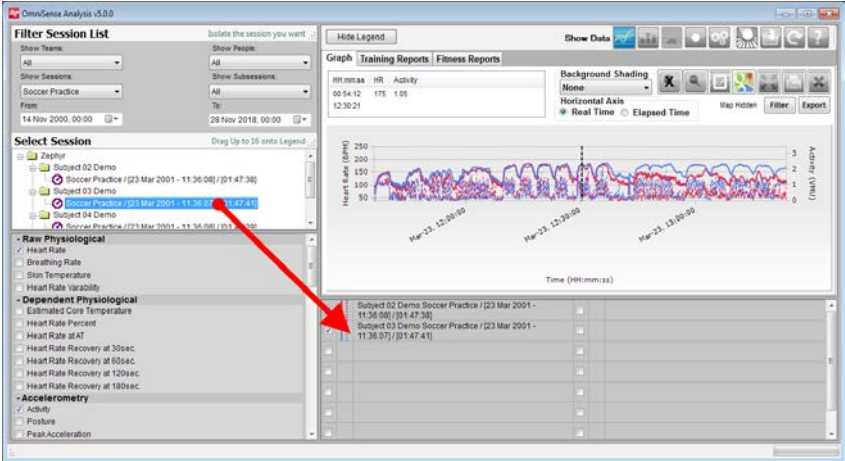 OmniSense Analysis v5.0.0
Filter Session List
Isolate the session you want
Show Teams:
Show People:
All
All
Show Sessions:
Show Subsessions:
Soccer Practice
All
From:
To:
14 Nov 2000, 00:00
28 Nov 2018, 00:00
Select Session
Drag Up to 16 onto Legend
Zephyr
Subject 02 Demo
Soccer Practice / [23 Mar 2001 - 11:36:08] / [01:47:38]
Subject 03 Demo
Soccer Practice / [23 Mar 2001 - 11:36:07] / [01:47:41]
Subject 04 Demo
Soccer Practice / [23 Mar 2001 - 11:36:08]
- Raw Physiological
Heart Rate
Breathing Rate
Skin Temperature
Heart Rate Varability
- Dependent Physiological
Estimated Core Temperature
Heart Rate Percent
Heart Rate at AT
Heart Rate Recovery at 30sec.
Heart Rate Recovery at 60sec.
Heart Rate Recovery at 120sec.
Heart Rate Recovery at 180sec.
- Accelerometry
Activity
Posture
Peak Acceleration
Hide Legend
Show Data
Graph
Training Reports
Fitness Reports
HH:mm:ss HR Activity
00:54:12 175 1.05
12:30:21
Background Shading
None
Horizontal Axis
Real Time
Elapsed Time
Map Hidden
Filter
Export
Heart Rate (BPM)
250
200
150
100
50
3
2
1
0
Activity (VMU)
Mar-23, 12:00:00
Mar-23, 12:30:00
Mar-23, 13:00:00
Time (HH:mm:ss)
Subject 02 Demo Soccer Practice / [23 Mar 2001 -
11:36:08] / [01:47:38]
Subject 03 Demo Soccer Practice / [23 Mar 2001 -
11:36:07] / [01:47:41]